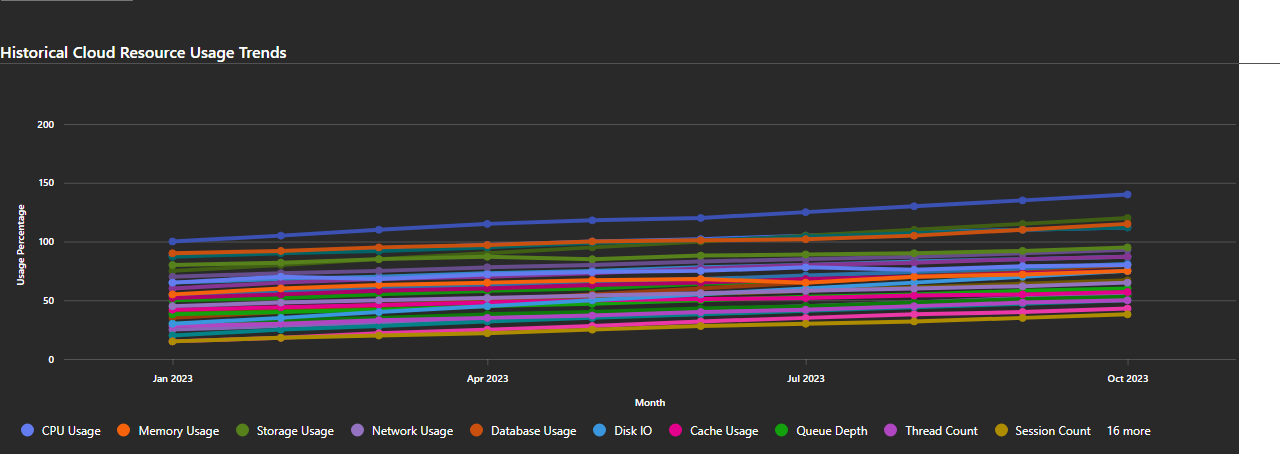 Historical Cloud Resource Usage Trends
200
150
100
50
0
Usage Percentage
Jan 2023 Apr 2023 Jul 2023 Oct 2023
Month
CPU Usage Memory Usage Storage Usage Network Usage Database Usage Disk IO Cache Usage Queue Depth Thread Count Session Count 16 more